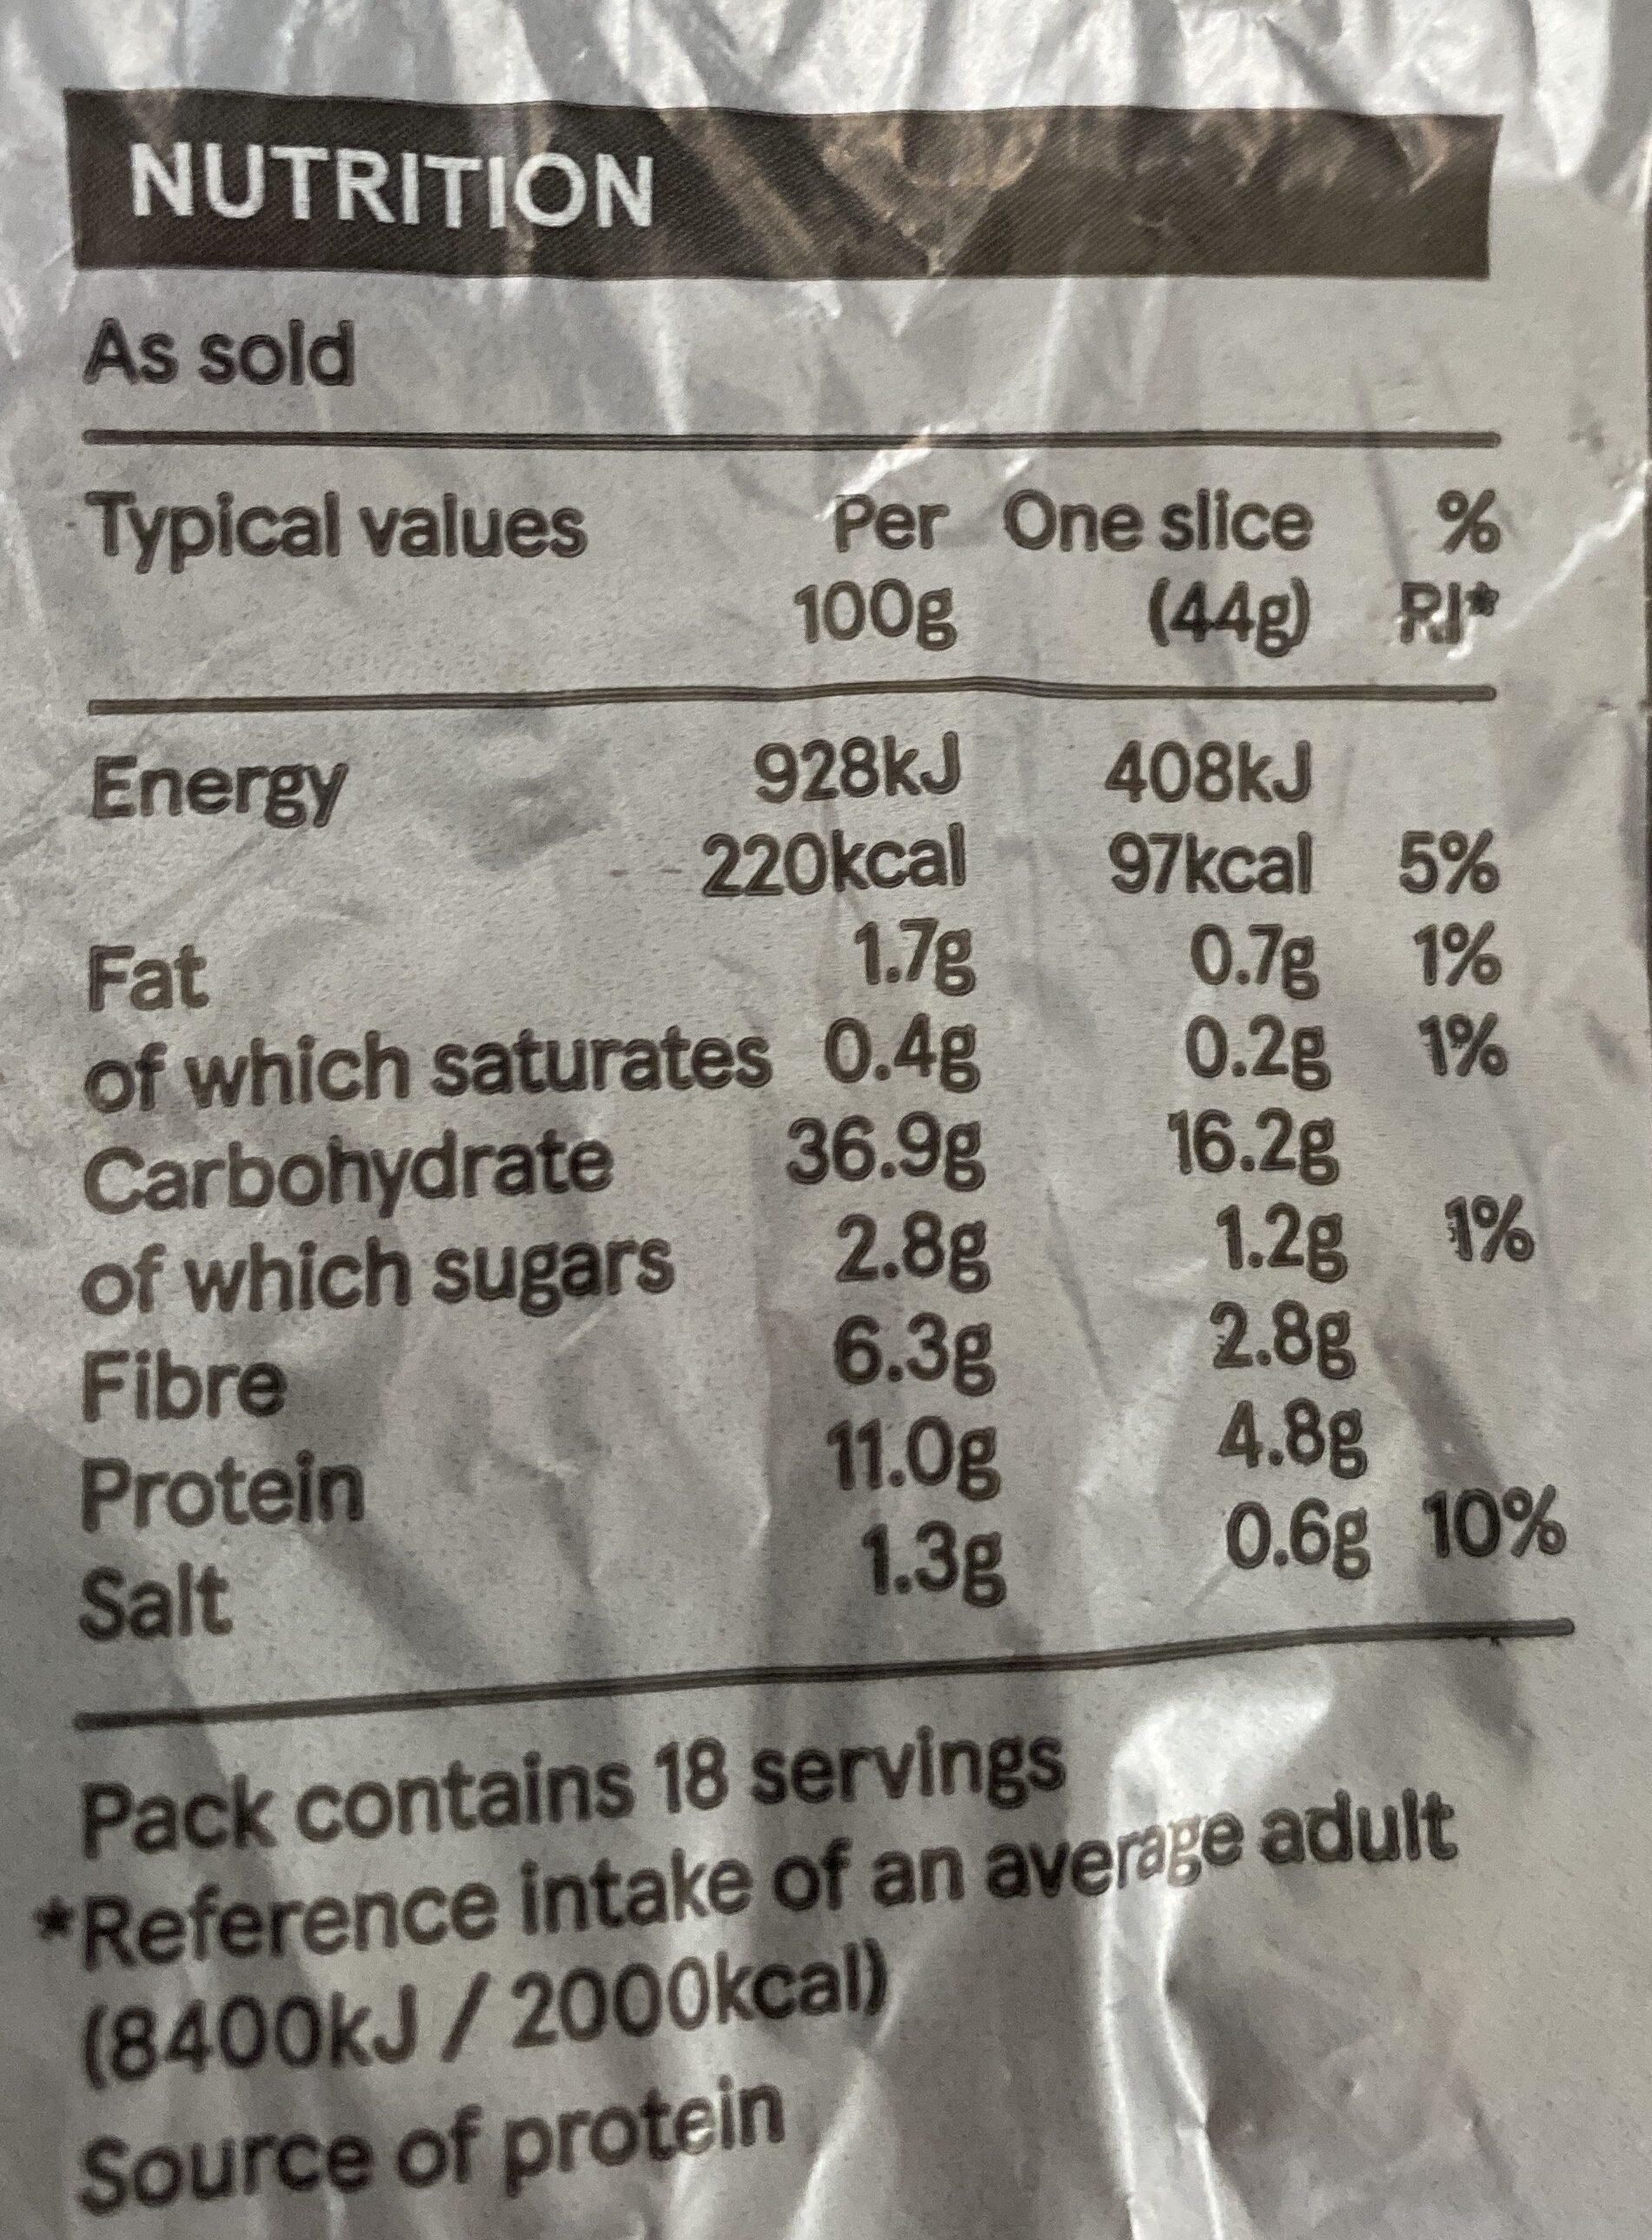 NUTRITION
As sold
Typical values Per One slice %
100g (44g) RI*
Energy 928kJ 408kJ
220kcal 97kcal 5%
Fat 1.7g 0.7g 1%
of which saturates 0.4g 0.2g 1%
Carbohydrate 36.9g 16.2g
of which sugars 2.8g 1.2g 1%
Fibre 6.3g 2.8g
Protein 11.0g 4.8g
Salt 1.3g 0.6g 10%
Pack contains 18 servings
*Reference intake of an average adult
(8400kJ / 2000kcal)
Source of protein